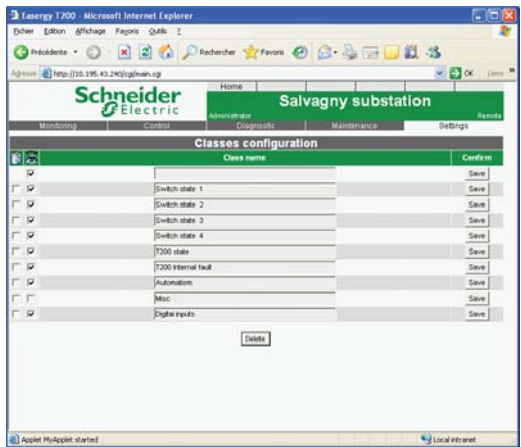 Easergy T200 - Microsoft Internet Explorer
Fichier Edition Affichage Favoris Outils ?
Précédente Rechercher Favoris
Adresse http://10.195.43.240/cgi/main.cgi OK Liens »
Schneider Electric
Home
Salvagny substation
Administrator Remote
Monitoring Control Diagnostic Maintenance Settings
Classes configuration
Class name Confirm
Save
Switch state 1 Save
Switch state 2 Save
Switch state 3 Save
Switch state 4 Save
T200 state Save
T200 Internal fault Save
Automatism Save
Misc Save
Digital inputs Save
Delete
Applet MyApplet started Local intranet